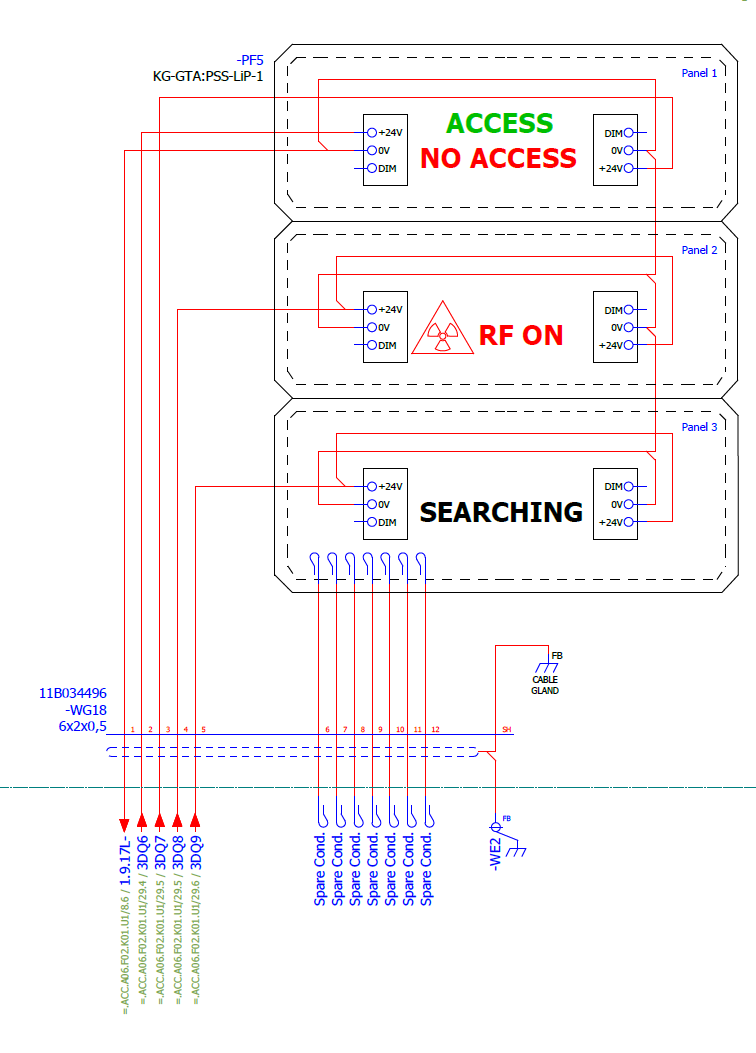 -PF5
KG-GTA:PSS-LiP-1
Panel 1
ACCESS
NO ACCESS
+24V
0V
DIM
DIM
0V
+24V
Panel 2
RF ON
+24V
0V
DIM
DIM
0V
+24V
Panel 3
SEARCHING
+24V
0V
DIM
DIM
0V
+24V
FB
CABLE
GLAND
11B034496
-WG18
6x2x0,5
1 2 3 4 5 6 7 8 9 10 11 12 SH
=.ACC.A06.F02.K01.U1/8.6 / 1.9.17L-
=.ACC.A06.F02.K01.U1/29.4 / 3DQ6
=.ACC.A06.F02.K01.U1/29.5 / 3DQ7
=.ACC.A06.F02.K01.U1/29.5 / 3DQ8
=.ACC.A06.F02.K01.U1/29.6 / 3DQ9
Spare Cond.
Spare Cond.
Spare Cond.
Spare Cond.
Spare Cond.
Spare Cond.
Spare Cond.
-WE2
FB